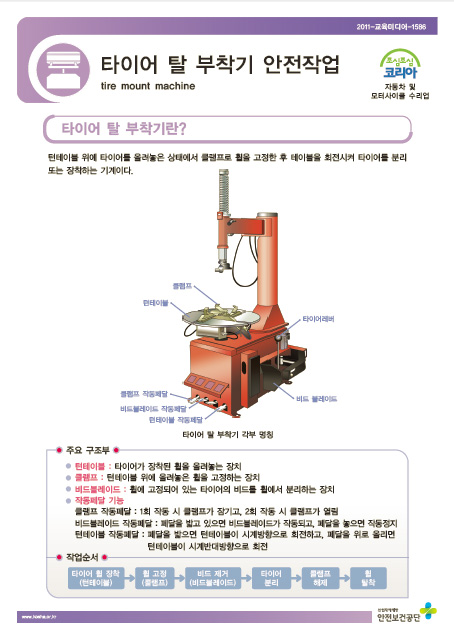 2011-교육미디어-1586
타이어 탈 부착기 안전작업
tire mount machine
조심조심
코리아
자동차 및
모터사이클 수리업
타이어 탈 부착기란?
턴테이블 위에 타이어를 올려놓은 상태에서 클램프로 휠을 고정한 후 테이블을 회전시켜 타이어를 분리
또는 장착하는 기계이다.
클램프
턴테이블
타이어레버
클램프 작동페달
비드블레이드 작동페달
턴테이블 작동페달
비드 블레이드
타이어 탈 부착기 각부 명칭
주요 구조부
턴테이블 : 타이어가 장착된 휠을 올려놓는 장치
클램프 : 턴테이블 위에 올려놓은 휠을 고정하는 장치
비드블레이드 : 휠에 고정되어 있는 타이어의 비드를 휠에서 분리하는 장치
작동페달 기능
클램프 작동페달 : 1회 작동 시 클램프가 잠기고, 2회 작동 시 클램프가 열림
비드블레이드 작동페달 : 페달을 밟고 있으면 비드블레이드가 작동되고, 페달을 놓으면 작동정지
턴테이블 작동페달 : 페달을 밟으면 턴테이블이 시계방향으로 회전하고, 페달을 위로 올리면
턴테이블이 시계반대방향으로 회전
작업순서
타이어 휠 장착
(턴테이블)
휠 고정
(클램프)
비드 제거
(비드블레이드)
타이어
분리
클램프
해제
휠
탈착
www.kosha.or.kr
산업재해예방
안전보건공단